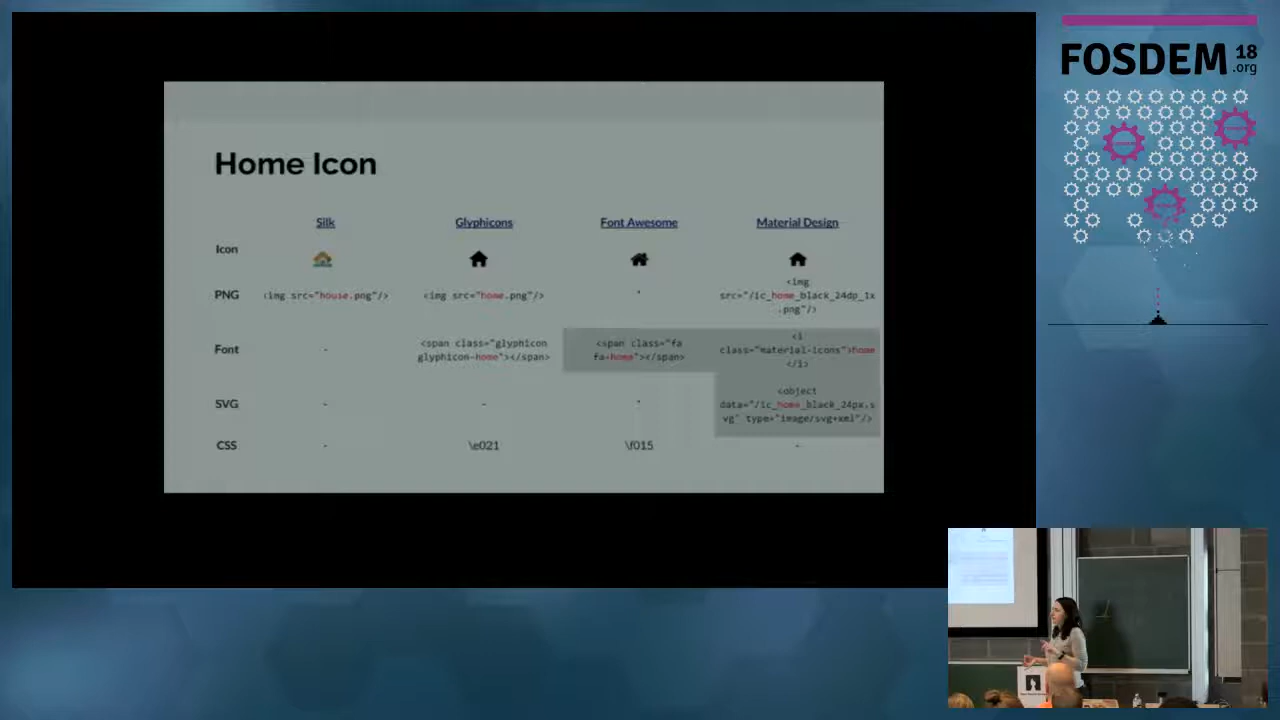 FOSDEM 18
.org
Home Icon
Silk Glyphicons Font Awesome Material Design
Icon
PNG <img src="house.png"/> <img src="home.png"/> - <img
src="/ic_home_black_24dp_1x
.png"/>
Font - <span class="glyphicon
glyphicon-home"></span> <span class="fa
fa-home"></span> <i
class="material-icons">home
</i>
SVG - - - <object
data="/ic_home_black_24px.s
vg" type="image/svg+xml"/>
CSS - \e021 \f015 -